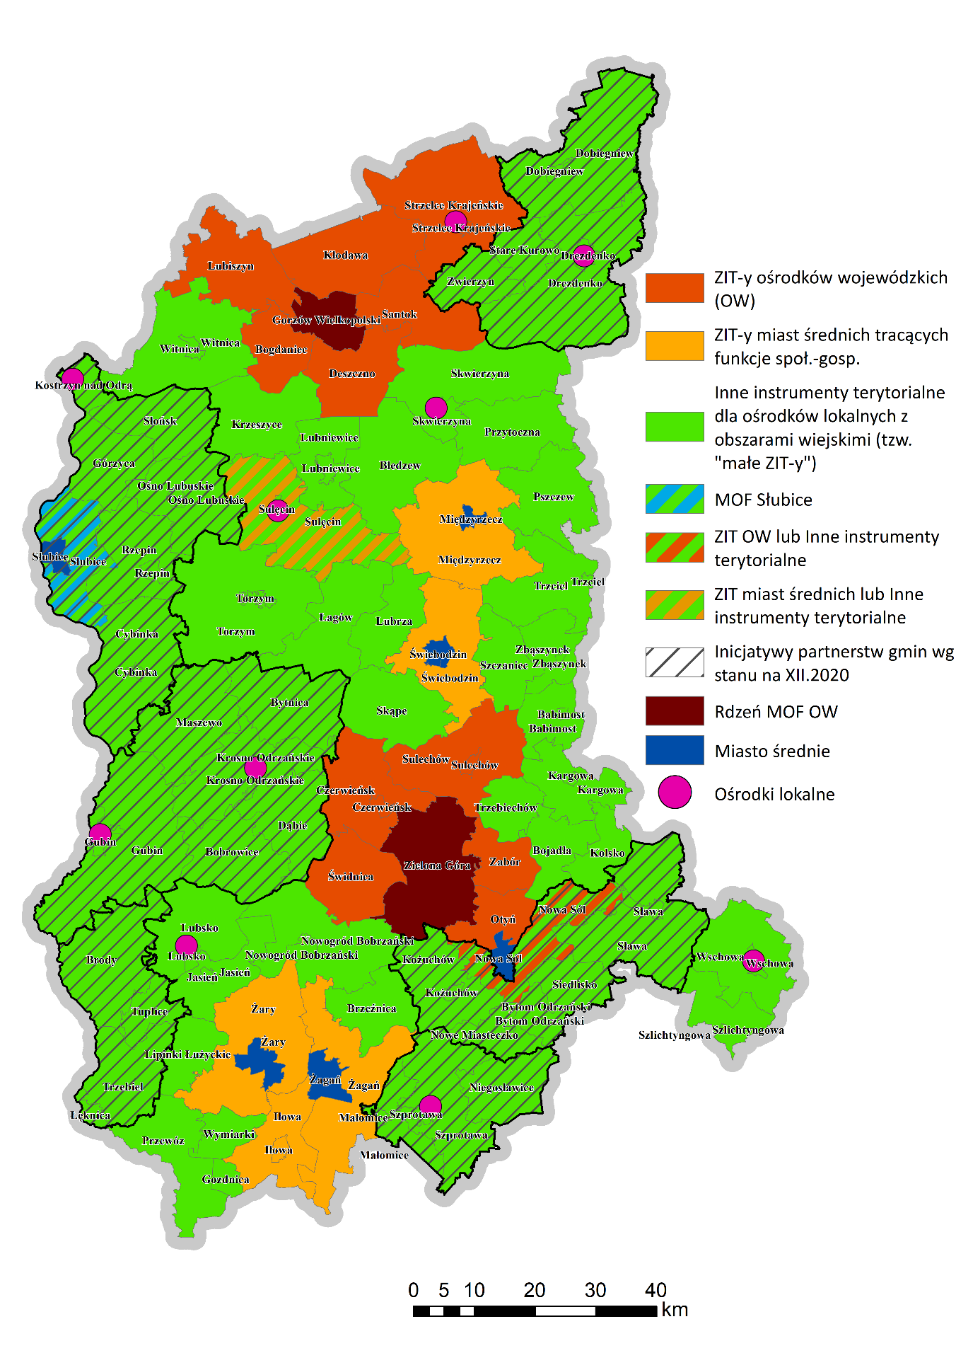 Dobiegniew
Dobiegniew
Strzelce Krajeńskie
Strzelce Krajeńskie
Stare Kurowo
Drezdenko
Kłodawa
Lubiszyn
Zwierzyn
Drezdenko
Santok
Gorzów Wielkopolski
Witnica
Witnica
Bogdaniec
Deszczno
Skwierzyna
Kostrzyn nad Odrą
Skwierzyna
Słońsk
Krzeszyce
Przytoczna
Lubniewice
Górzyca
Lubniewice
Bledzew
Ośno Lubuskie
Ośno Lubuskie
Pszczew
Sulęcin
Sulęcin
Międzyrzecz
Słubice
Słubice
Rzepin
Międzyrzecz
Rzepin
Trzciel
Trzciel
Torzym
Łagów
Lubrza
Cybinka
Torzym
Świebodzin
Zbąszynek
Szczaniec
Zbąszynek
Cybinka
Świebodzin
Bytnica
Skąpe
Babimost
Babimost
Maszewo
Krosno Odrzańskie
Krosno Odrzańskie
Sulechów
Sulechów
Kargowa
Kargowa
Czerwieńsk
Czerwieńsk
Trzebiechów
Dąbie
Gubin
Gubin
Bobrowice
Bojadła
Kolsko
Zielona Góra
Zabór
Świdnica
Otyń
Nowa Sól
Sława
Lubsko
Lubsko
Nowogród Bobrzański
Nowogród Bobrzański
Sława
Brody
Kożuchów
Nowa Sól
Wschowa
Wschowa
Jasień
Jasień
Siedlisko
Kożuchów
Tuplice
Żary
Brzeźnica
Bytom Odrzański
Bytom Odrzański
Nowe Miasteczko
Szlichtyngowa
Szlichtyngowa
Żary
Lipinki Łużyckie
Żagań
Żagań
Trzebiel
Niegosławice
Łęknica
Iłowa
Małomice
Szprotawa
Szprotawa
Przewóz
Wymiarki
Iłowa
Małomice
Gozdnica
ZIT-y ośrodków wojewódzkich
(OW)
ZIT-y miast średnich tracących
funkcje społ.-gosp.
Inne instrumenty terytorialne
dla ośrodków lokalnych z
obszarami wiejskimi (tzw.
"małe ZIT-y")
MOF Słubice
ZIT OW lub Inne instrumenty
terytorialne
ZIT miast średnich lub Inne
instrumenty terytorialne
Inicjatywy partnerstw gmin wg
stanu na XII.2020
Rdzeń MOF OW
Miasto średnie
Ośrodki lokalne
0 5 10 20 30 40
km